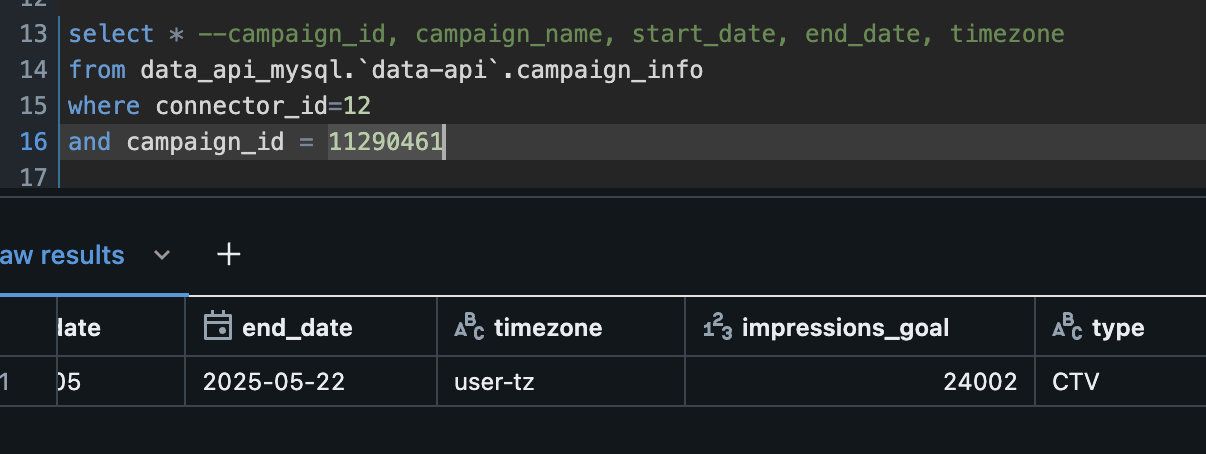 12
13 select * --campaign_id, campaign_name, start_date, end_date, timezone
14 from data_api_mysql.`data-api`.campaign_info
15 where connector_id=12
16 and campaign_id = 11290461
17
aw results
date end_date timezone impressions_goal type
1 05 2025-05-22 user-tz 24002 CTV